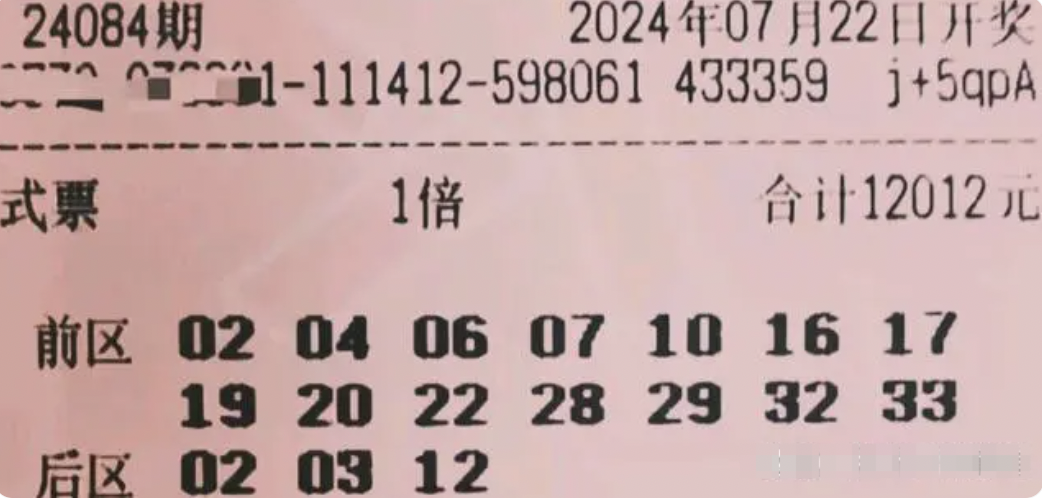 24084期 2024年07月22日开奖
1-111412-598061 433359 j+5qpA
式票 1倍 合计12012元
前区 02 04 06 07 10 16 17
19 20 22 28 29 32 33
后区 02 03 12